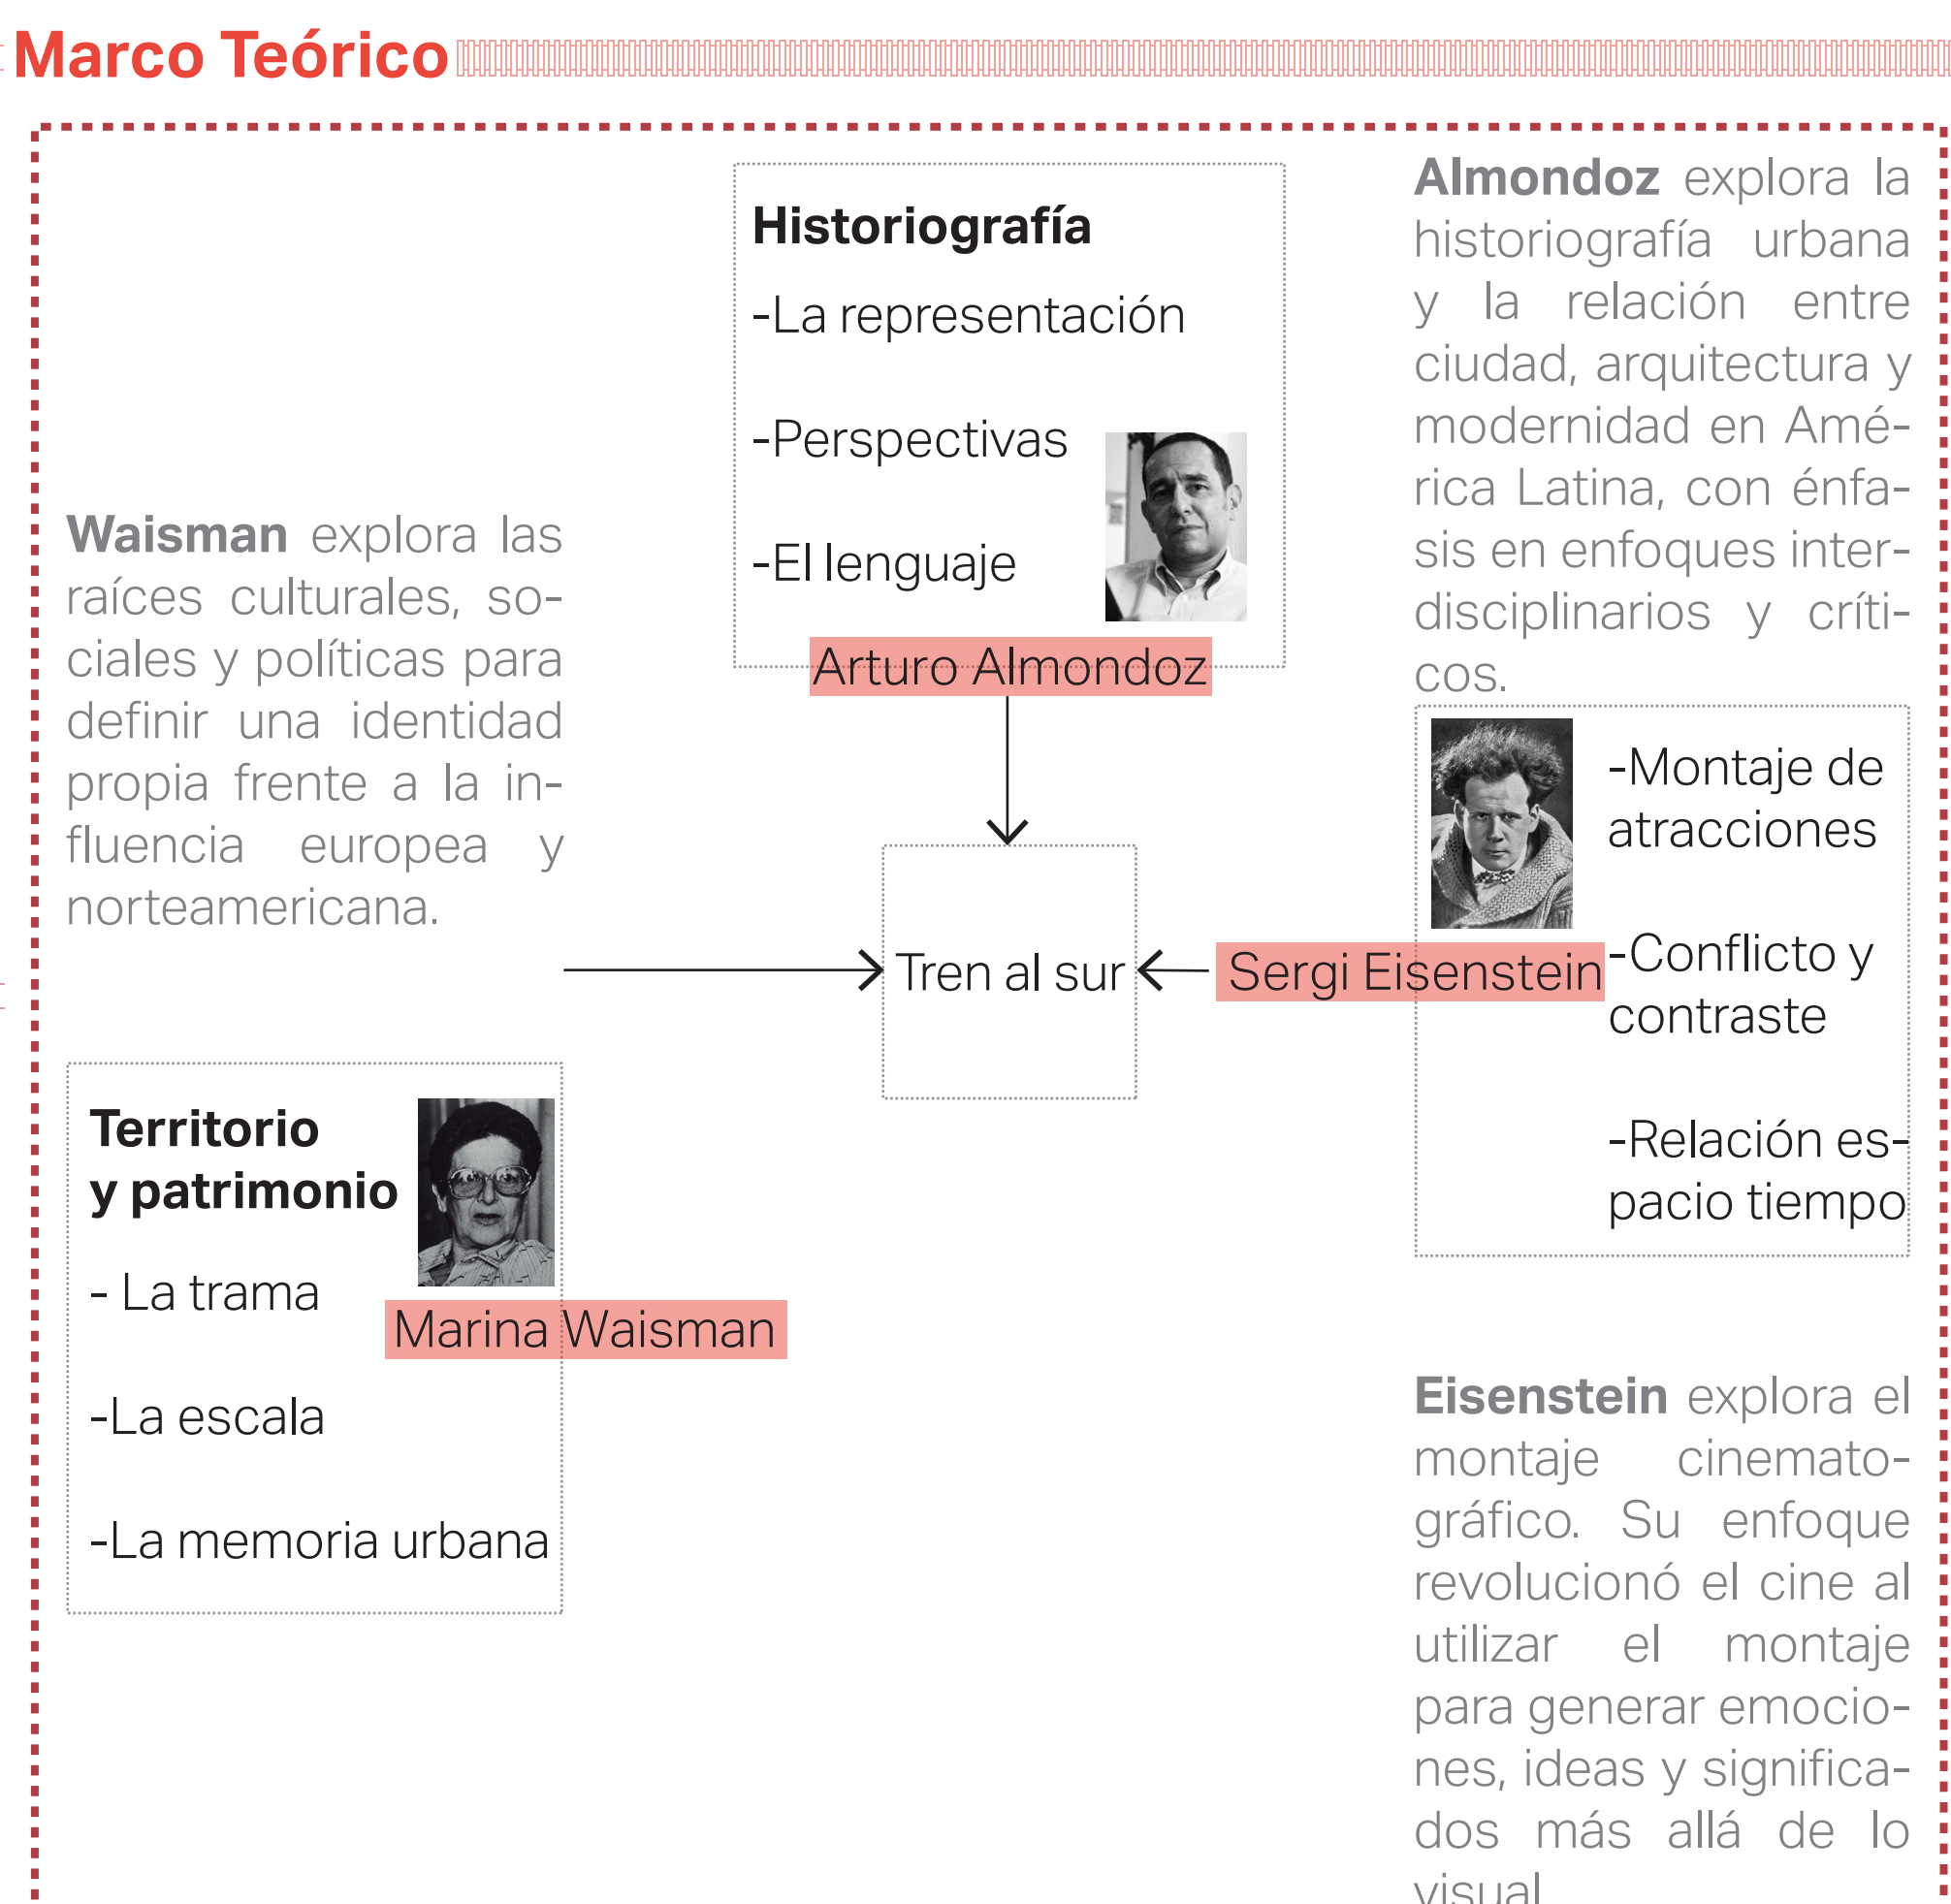 Marco Teórico
Historiografía
-La representación
-Perspectivas
-El lenguaje
Arturo Almondoz
Almondoz explora la
historiografía urbana
y la relación entre
ciudad, arquitectura y
modernidad en Amé-
rica Latina, con énfa-
sis en enfoques inter-
disciplinarios y críti-
cos.
Waisman explora las
raíces culturales, so-
ciales y políticas para
definir una identidad
propia frente a la in-
fluencia europea y
norteamericana.
Tren al sur
Sergi Eisenstein
-Montaje de
atracciones
-Conflicto y
contraste
-Relación es-
pacio tiempo
Territorio
y patrimonio
- La trama
Marina Waisman
-La escala
-La memoria urbana
Eisenstein explora el
montaje cinemato-
gráfico. Su enfoque
revolucionó el cine al
utilizar el montaje
para generar emocio-
nes, ideas y significa-
dos más allá de lo
visual